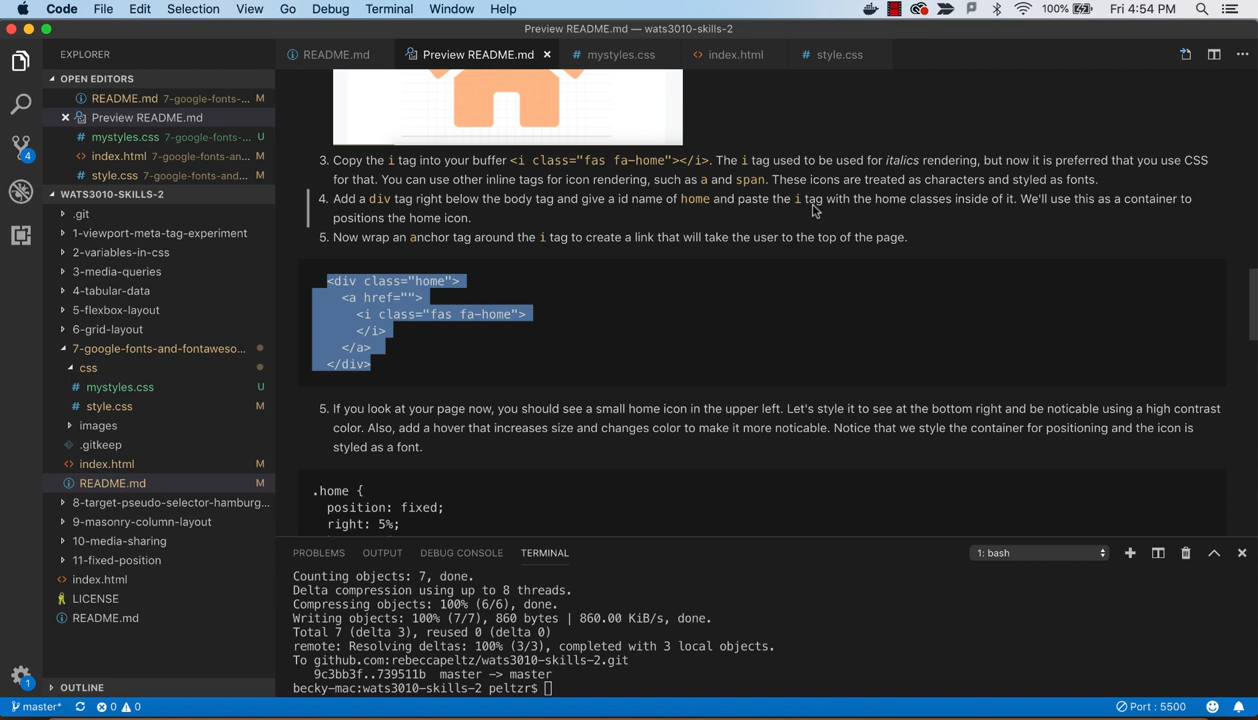 Code File Edit Selection View Go Debug Terminal Window Help 100% Fri 4:54 PM
Preview README.md — wats3010-skills-2
EXPLORER
README.md Preview README.md mystyles.css index.html style.css
OPEN EDITORS
README.md 7-google-fonts-... M
Preview README.md
mystyles.css 7-google-fonts-... U
index.html 7-google-fonts-an... M
style.css 7-google-fonts-and... M
WATS3010-SKILLS-2
.git
1-viewport-meta-tag-experiment
2-variables-in-css
3-media-queries
4-tabular-data
5-flexbox-layout
6-grid-layout
7-google-fonts-and-fontaweso...
css
mystyles.css U
style.css M
images
.gitkeep
index.html M
README.md M
8-target-pseudo-selector-hamburg...
9-masonry-column-layout
10-media-sharing
11-fixed-position
index.html
LICENSE
README.md
OUTLINE
3. Copy the i tag into your buffer <i class="fas fa-home"></i>. The i tag used to be used for italics rendering, but now it is preferred that you use CSS
for that. You can use other inline tags for icon rendering, such as a and span. These icons are treated as characters and styled as fonts.
4. Add a div tag right below the body tag and give a id name of home and paste the i tag with the home classes inside of it. We'll use this as a container to
positions the home icon.
5. Now wrap an anchor tag around the i tag to create a link that will take the user to the top of the page.
<div class="home">
<a href="">
<i class="fas fa-home">
</i>
</a>
</div>
5. If you look at your page now, you should see a small home icon in the upper left. Let's style it to see at the bottom right and be noticable using a high contrast
color. Also, add a hover that increases size and changes color to make it more noticable. Notice that we style the container for positioning and the icon is
styled as a font.
.home {
position: fixed;
right: 5%;
PROBLEMS OUTPUT DEBUG CONSOLE TERMINAL 1: bash
Counting objects: 7, done.
Delta compression using up to 8 threads.
Compressing objects: 100% (6/6), done.
Writing objects: 100% (7/7), 860 bytes | 860.00 KiB/s, done.
Total 7 (delta 3), reused 0 (delta 0)
remote: Resolving deltas: 100% (3/3), completed with 3 local objects.
To github.com:rebeccapeltz/wats3010-skills-2.git
9c3bb3f..739511b master -> master
becky-mac:wats3010-skills-2 peltzr$
4
1
master* 0 0 Port : 5500